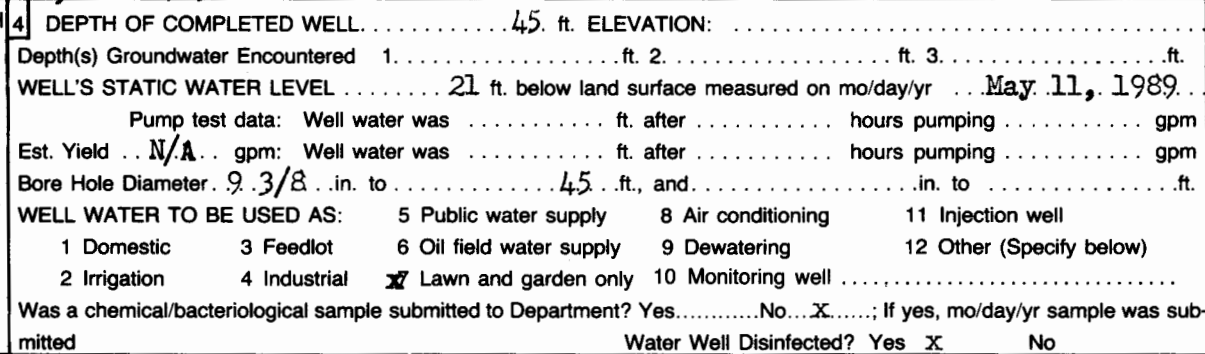 4 DEPTH OF COMPLETED WELL. . . . . . . . . . . . 45. ft. ELEVATION: . . . . . . . . . . . . . . . . . . . . . . . . . . . . . . . . . . . .
Depth(s) Groundwater Encountered 1. . . . . . . . . . . . . . . . . . .ft. 2. . . . . . . . . . . . . . . . . . . ft. 3. . . . . . . . . . . . . . . . . . .ft.
WELL'S STATIC WATER LEVEL . . . . . . . . 21 ft. below land surface measured on mo/day/yr . . .May. .11,. .1989. . .
Pump test data: Well water was . . . . . . . . . . . ft. after . . . . . . . . . . . hours pumping . . . . . . . . . . . gpm
Est. Yield . . N/A. . gpm: Well water was . . . . . . . . . . . ft. after . . . . . . . . . . . hours pumping . . . . . . . . . . . gpm
Bore Hole Diameter. .9. .3/8. . .in. to . . . . . . . . . . . . . .45. . .ft., and. . . . . . . . . . . . . . . . . .in. to . . . . . . . . . . . . . . .ft.
WELL WATER TO BE USED AS: 5 Public water supply 8 Air conditioning 11 Injection well
1 Domestic 3 Feedlot 6 Oil field water supply 9 Dewatering 12 Other (Specify below)
2 Irrigation 4 Industrial x7 Lawn and garden only 10 Monitoring well . . . . . . . . . . . . . . . . . . . . . . . . . . . .
Was a chemical/bacteriological sample submitted to Department? Yes............No...X......; If yes, mo/day/yr sample was sub-
mitted Water Well Disinfected? Yes X No